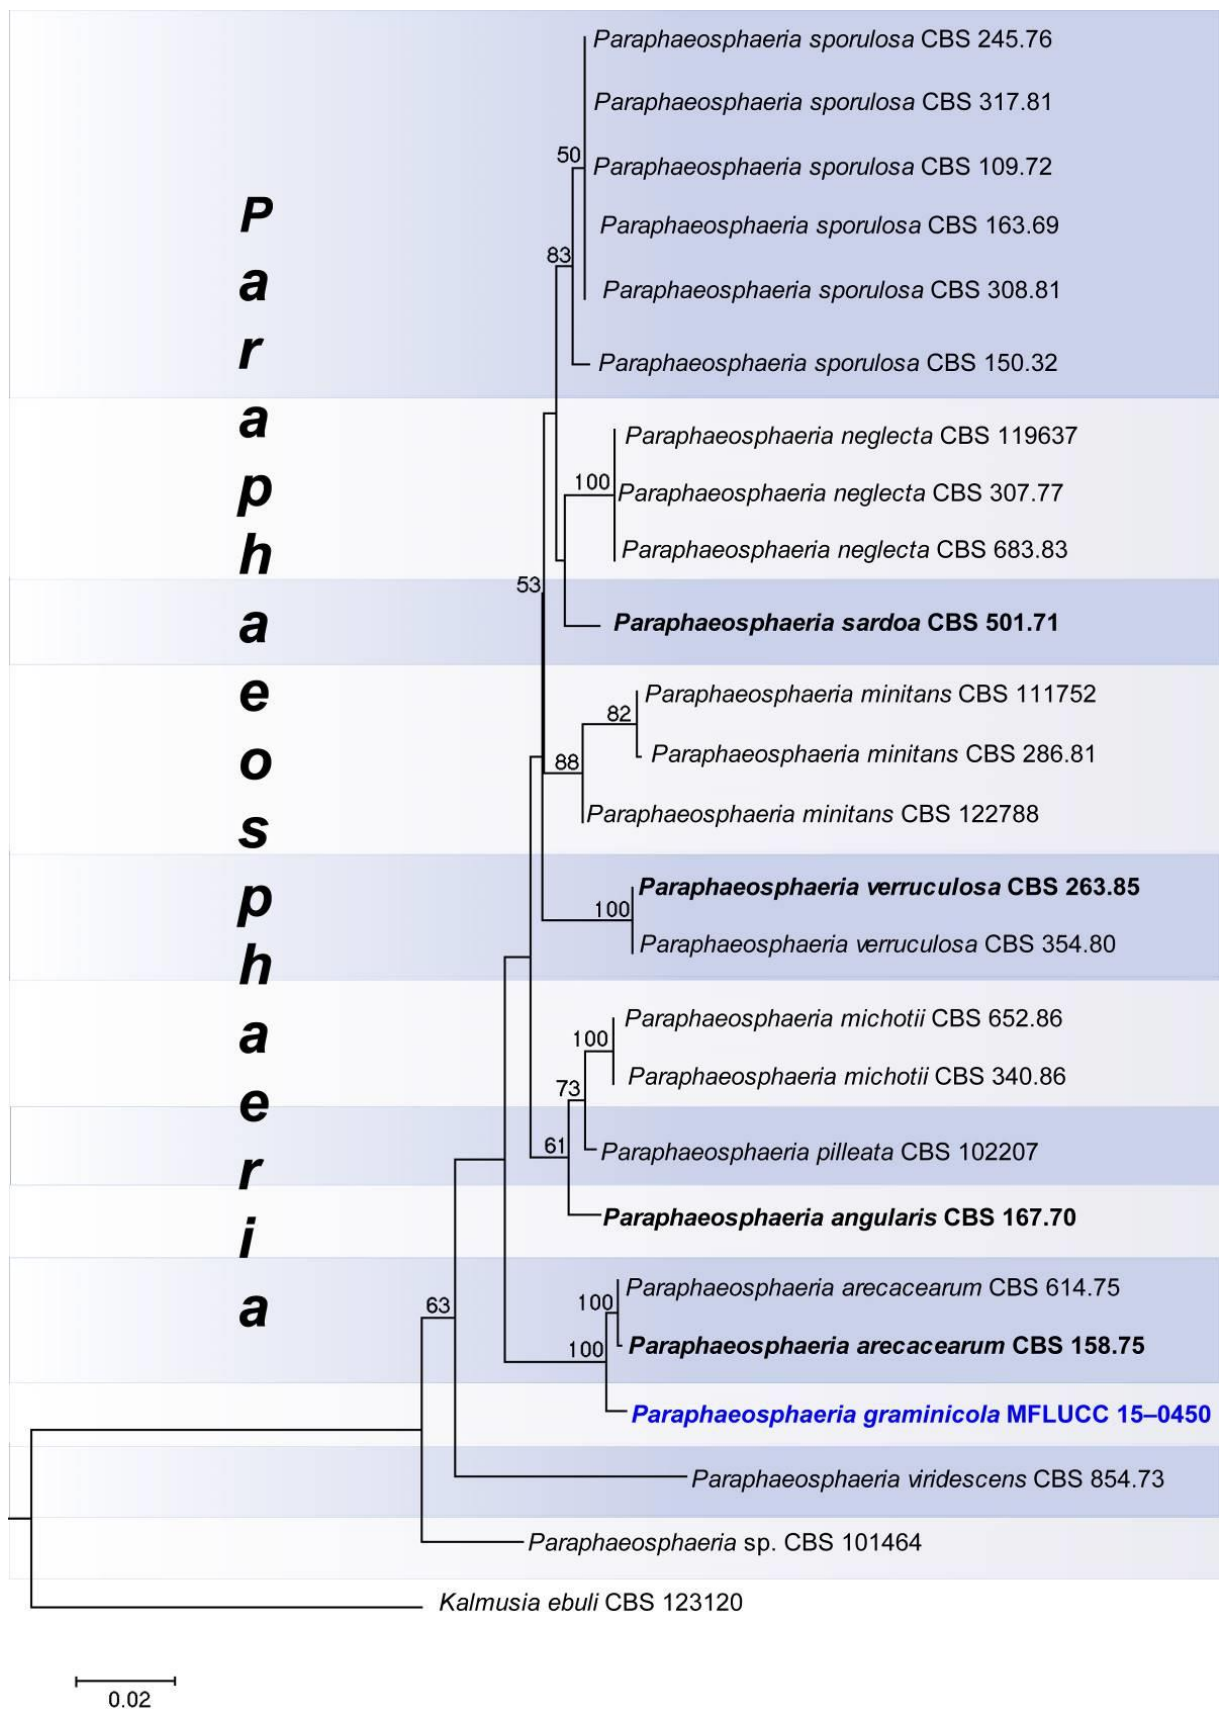 Paraphaeosphaeria sporulosa CBS 245.76
Paraphaeosphaeria sporulosa CBS 317.81
50
Paraphaeosphaeria sporulosa CBS 109.72
Paraphaeosphaeria sporulosa CBS 163.69
83
Paraphaeosphaeria sporulosa CBS 308.81
Paraphaeosphaeria sporulosa CBS 150.32
Paraphaeosphaeria neglecta CBS 119637
100
Paraphaeosphaeria neglecta CBS 307.77
Paraphaeosphaeria neglecta CBS 683.83
53
Paraphaeosphaeria sardoa CBS 501.71
Paraphaeosphaeria minitans CBS 111752
82
Paraphaeosphaeria minitans CBS 286.81
88
Paraphaeosphaeria minitans CBS 122788
Paraphaeosphaeria verruculosa CBS 263.85
100
Paraphaeosphaeria verruculosa CBS 354.80
Paraphaeosphaeria michotii CBS 652.86
100
Paraphaeosphaeria michotii CBS 340.86
73
61
Paraphaeosphaeria pilleata CBS 102207
Paraphaeosphaeria angularis CBS 167.70
Paraphaeosphaeria arecacearum CBS 614.75
100
63
100
Paraphaeosphaeria arecacearum CBS 158.75
Paraphaeosphaeria graminicola MFLUCC 15–0450
Paraphaeosphaeria viridescens CBS 854.73
Paraphaeosphaeria sp. CBS 101464
Kalmusia ebuli CBS 123120
0.02
Paraphaeosphaeria